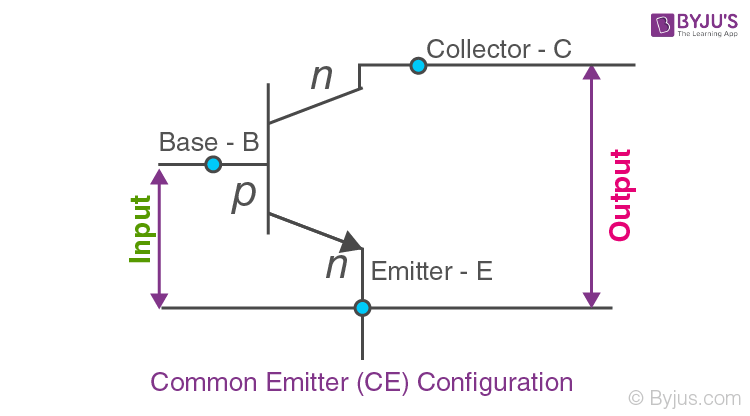 BYJU'S
The Learning App
Collector - C
n
Base - B
p
Input
Output
n
Emitter - E
Common Emitter (CE) Configuration
© Byjus.com